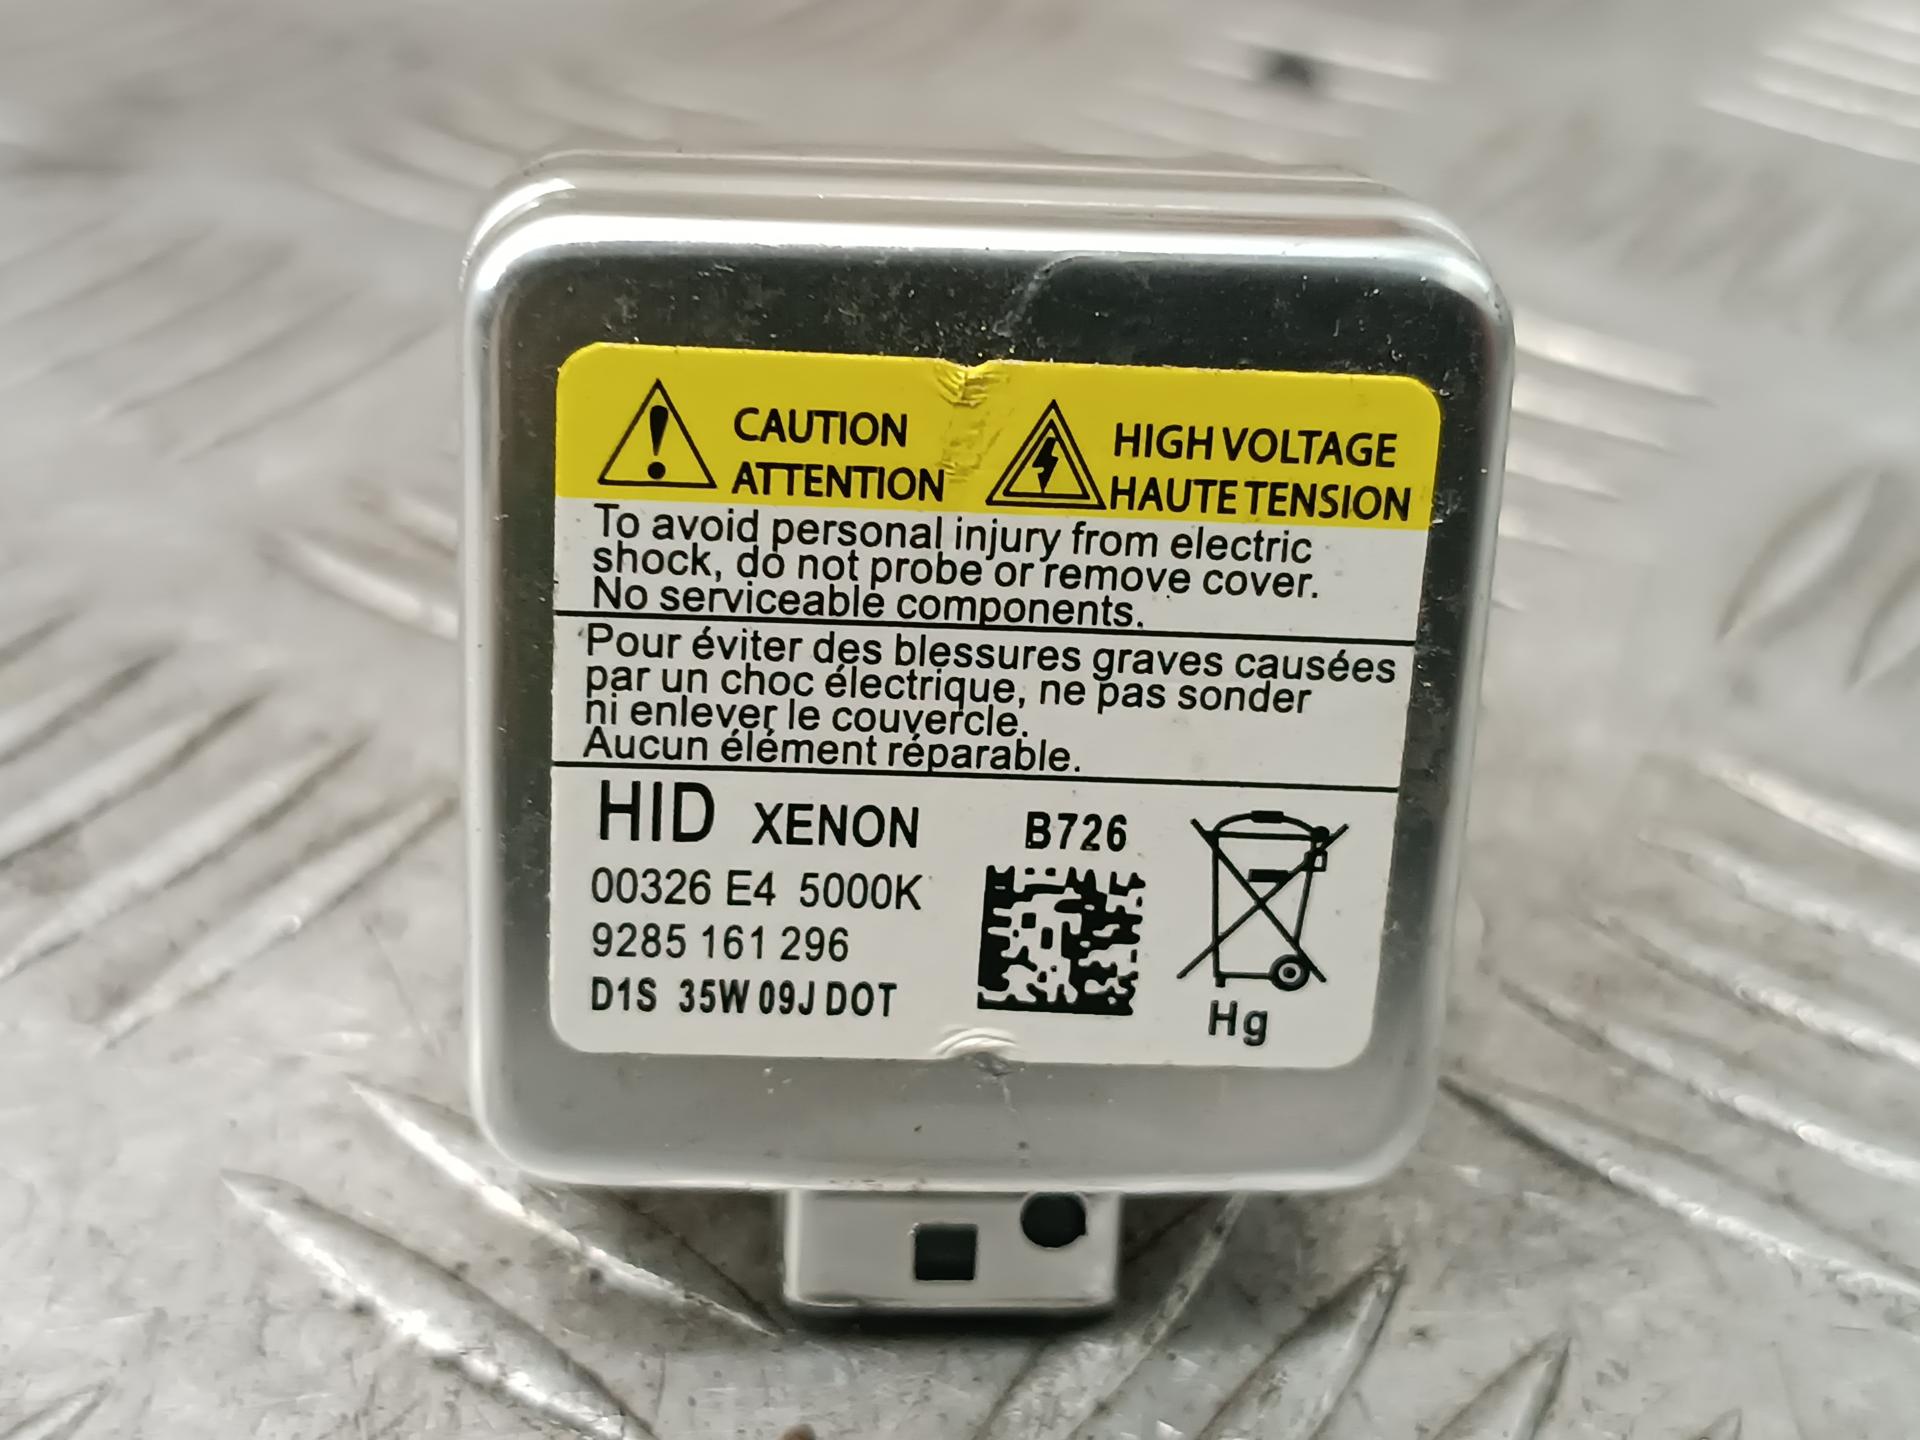 CAUTION
ATTENTION
HIGH VOLTAGE
HAUTE TENSION
To avoid personal injury from electric
shock, do not probe or remove cover.
No serviceable components.
Pour éviter des blessures graves causées
par un choc électrique, ne pas sonder
ni enlever le couvercle.
Aucun élément réparable.
HID XENON
00326 E4 5000K
9285 161 296
D1S 35W 09J DOT
B726
Hg